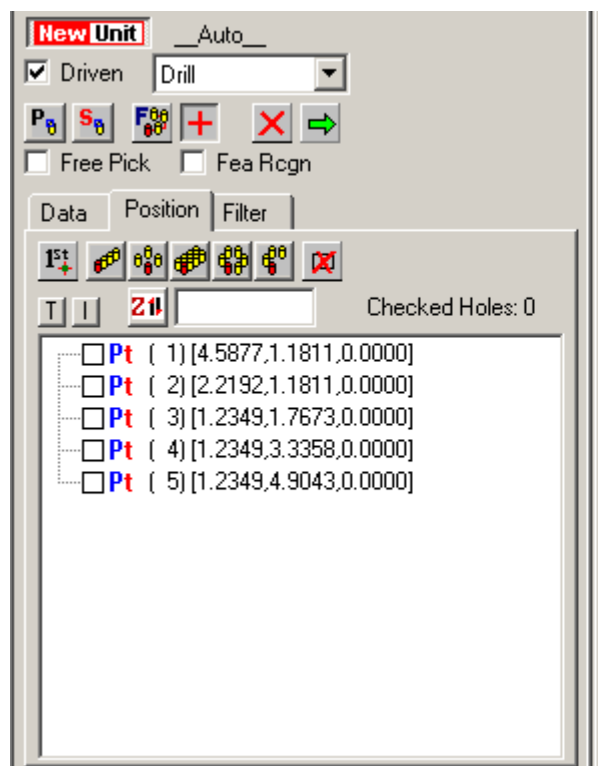 New Unit __Auto__
Driven Drill
P S F
Free Pick Fea Rcgn
Data Position Filter
1st
T I Z Checked Holes: 0
Pt ( 1) [4.5877,1.1811,0.0000]
Pt ( 2) [2.2192,1.1811,0.0000]
Pt ( 3) [1.2349,1.7673,0.0000]
Pt ( 4) [1.2349,3.3358,0.0000]
Pt ( 5) [1.2349,4.9043,0.0000]